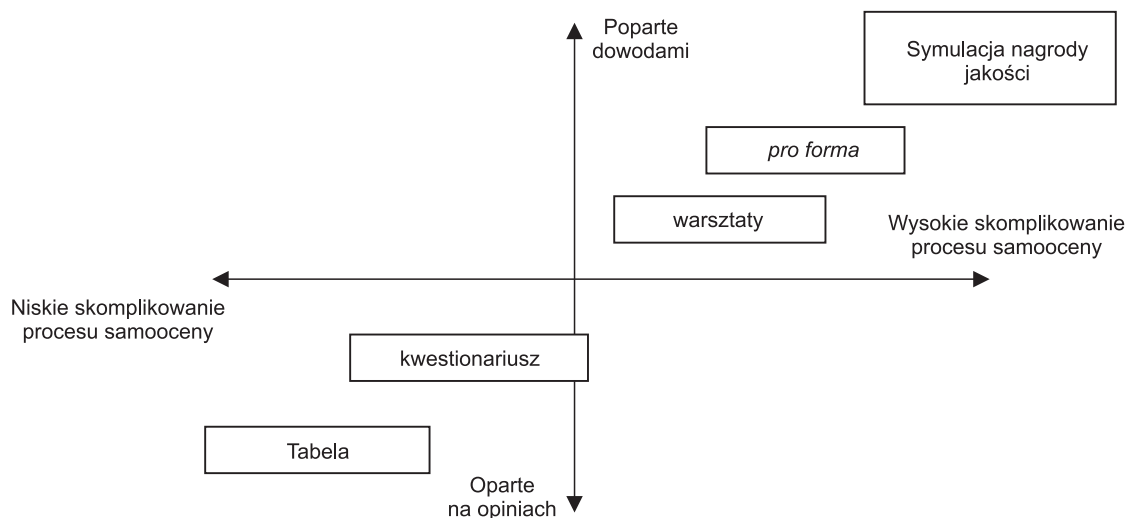 Poparte
dowodami
Symulacja nagrody
jakości
pro forma
warsztaty
Wysokie skomplikowanie
procesu samooceny
Niskie skomplikowanie
procesu samooceny
kwestionariusz
Tabela
Oparte
na opiniach